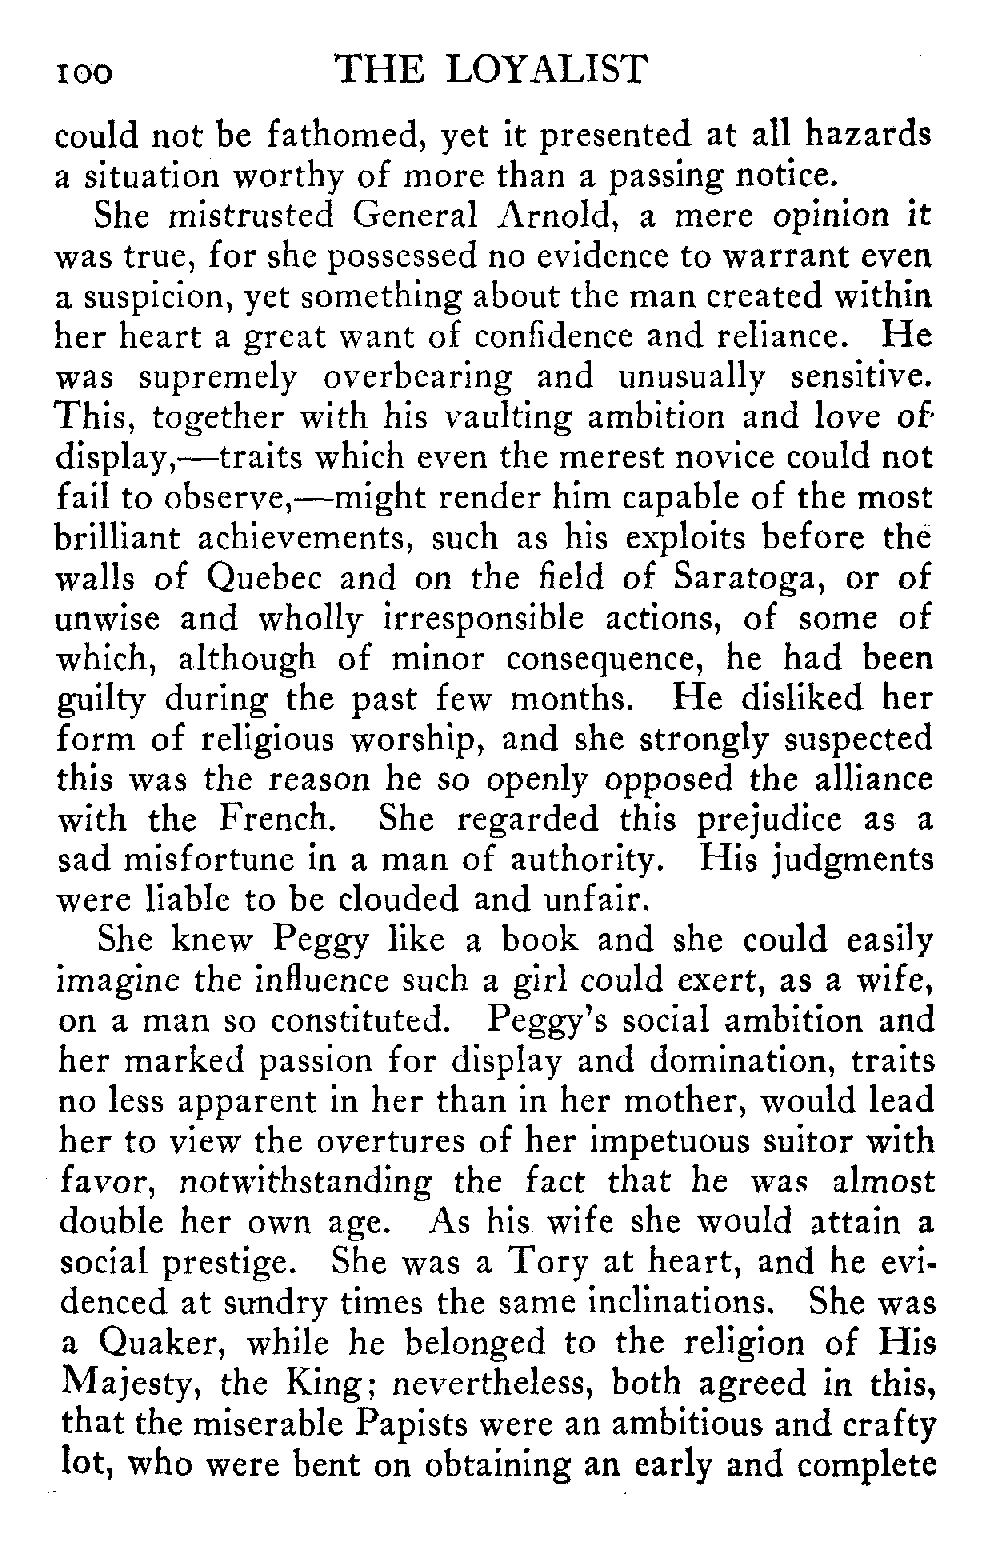 100 THE LOYALIST
could not be fathomed, yet it presented at all hazards
a situation worthy of more than a passing notice.
She mistrusted General Arnold, a mere opinion it
was true, for she possessed no evidence to warrant even
a suspicion, yet something about the man created within
her heart a great want of confidence and reliance. He
was supremely overbearing and unusually sensitive.
This, together with his vaulting ambition and love of
display,—traits which even the merest novice could not
fail to observe,—might render him capable of the most
brilliant achievements, such as his exploits before the
walls of Quebec and on the field of Saratoga, or of
unwise and wholly irresponsible actions, of some of
which, although of minor consequence, he had been
guilty during the past few months. He disliked her
form of religious worship, and she strongly suspected
this was the reason he so openly opposed the alliance
with the French. She regarded this prejudice as a
sad misfortune in a man of authority. His judgments
were liable to be clouded and unfair.
She knew Peggy like a book and she could easily
imagine the influence such a girl could exert, as a wife,
on a man so constituted. Peggy's social ambition and
her marked passion for display and domination, traits
no less apparent in her than in her mother, would lead
her to view the overtures of her impetuous suitor with
favor, notwithstanding the fact that he was almost
double her own age. As his wife she would attain a
social prestige. She was a Tory at heart, and he evi-
denced at sundry times the same inclinations. She was
a Quaker, while he belonged to the religion of His
Majesty, the King; nevertheless, both agreed in this,
that the miserable Papists were an ambitious and crafty
lot, who were bent on obtaining an early and complete